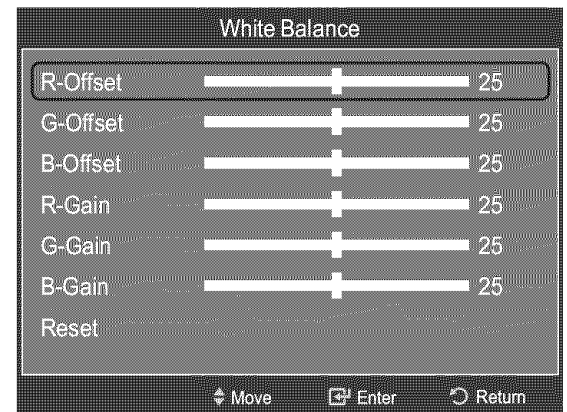 White Balance
R-Offset 25
G-Offset 25
B-Offset 25
R-Gain 25
G-Gain 25
B-Gain 25
Reset
Move Enter Return